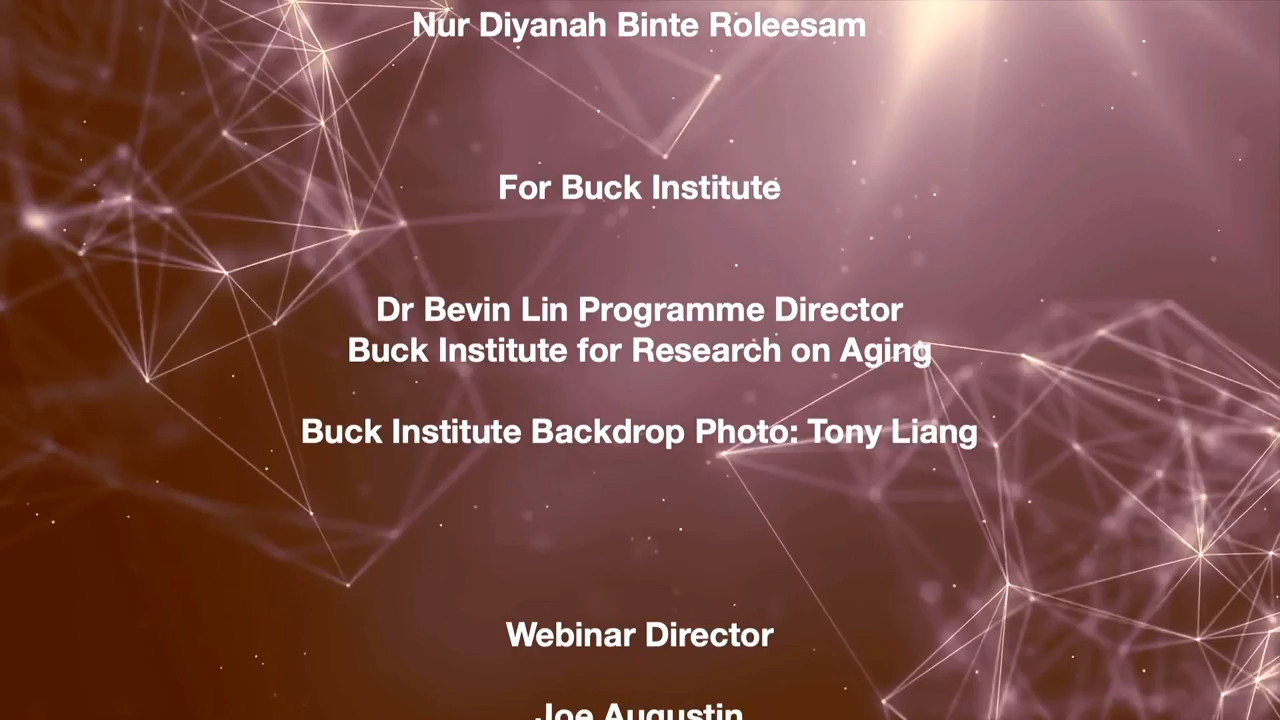 Nur Diyanah Binte Roleesam
For Buck Institute
Dr Bevin Lin Programme Director
Buck Institute for Research on Aging
Buck Institute Backdrop Photo: Tony Liang
Webinar Director
Joe Augustin